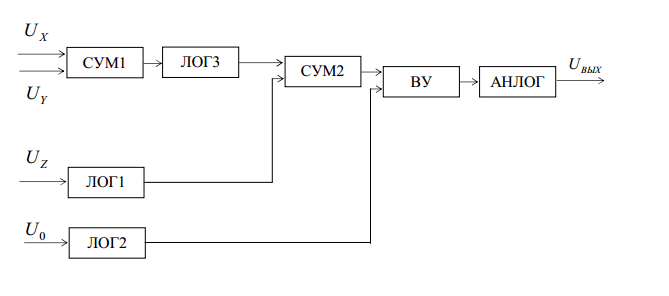 U_X
СУМ1
ЛОГ3
СУМ2
ВУ
АНЛОГ
U_ВЫХ
U_Y
U_Z
ЛОГ1
U_0
ЛОГ2